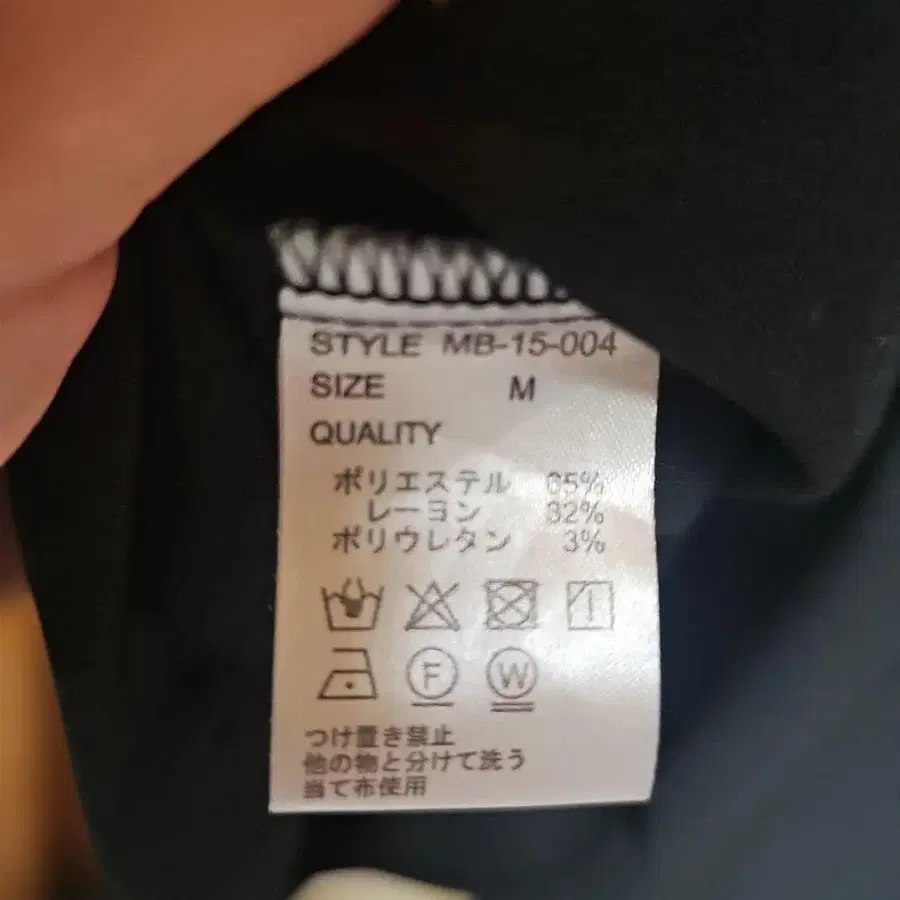 STYLE MB-15-004
SIZE M
QUALITY
ポリエステル 65%
レーヨン 32%
ポリウレタン 3%
F W
つけ置き禁止
他の物と分けて洗う
当て布使用